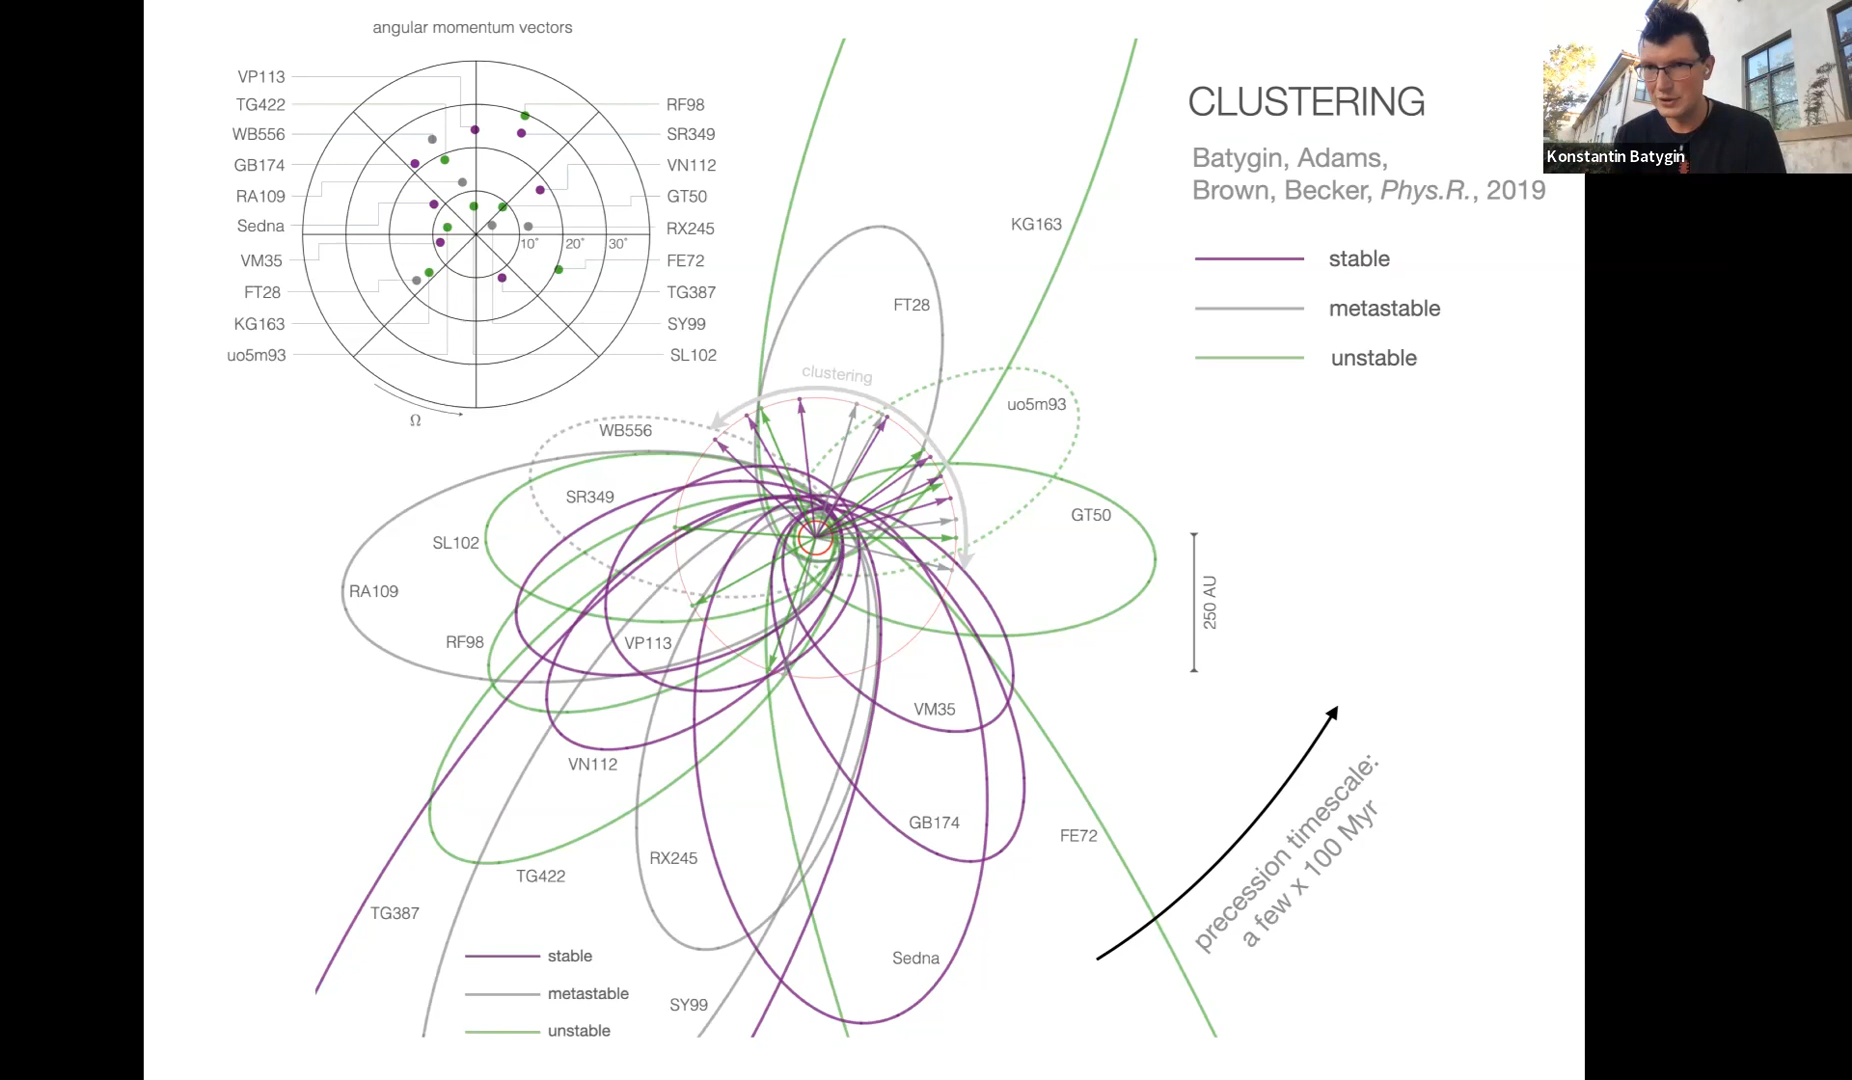 angular momentum vectors
VP113
TG422
WB556
GB174
RA109
Sedna
VM35
FT28
KG163
uo5m93
RF98
SR349
VN112
GT50
RX245
FE72
TG387
SY99
SL102
10°
20°
30°
Ω
CLUSTERING
Batygin, Adams,
Brown, Becker, Phys.R., 2019
stable
metastable
unstable
Konstantin Batygin
KG163
FT28
clustering
uo5m93
WB556
SR349
GT50
SL102
RA109
RF98
VP113
VM35
VN112
GB174
FE72
RX245
TG422
TG387
Sedna
SY99
250 AU
precession timescale:
a few x 100 Myr
stable
metastable
unstable